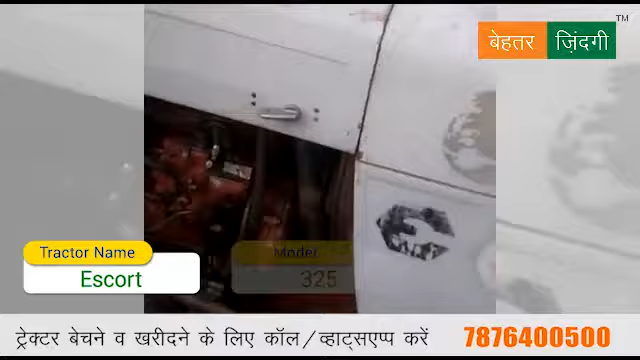 बेहतर ज़िंदगी TM
Tractor Name
Escort
Model
325
ट्रेक्टर बेचने व खरीदने के लिए कॉल/व्हाट्सएप्प करें 7876400500